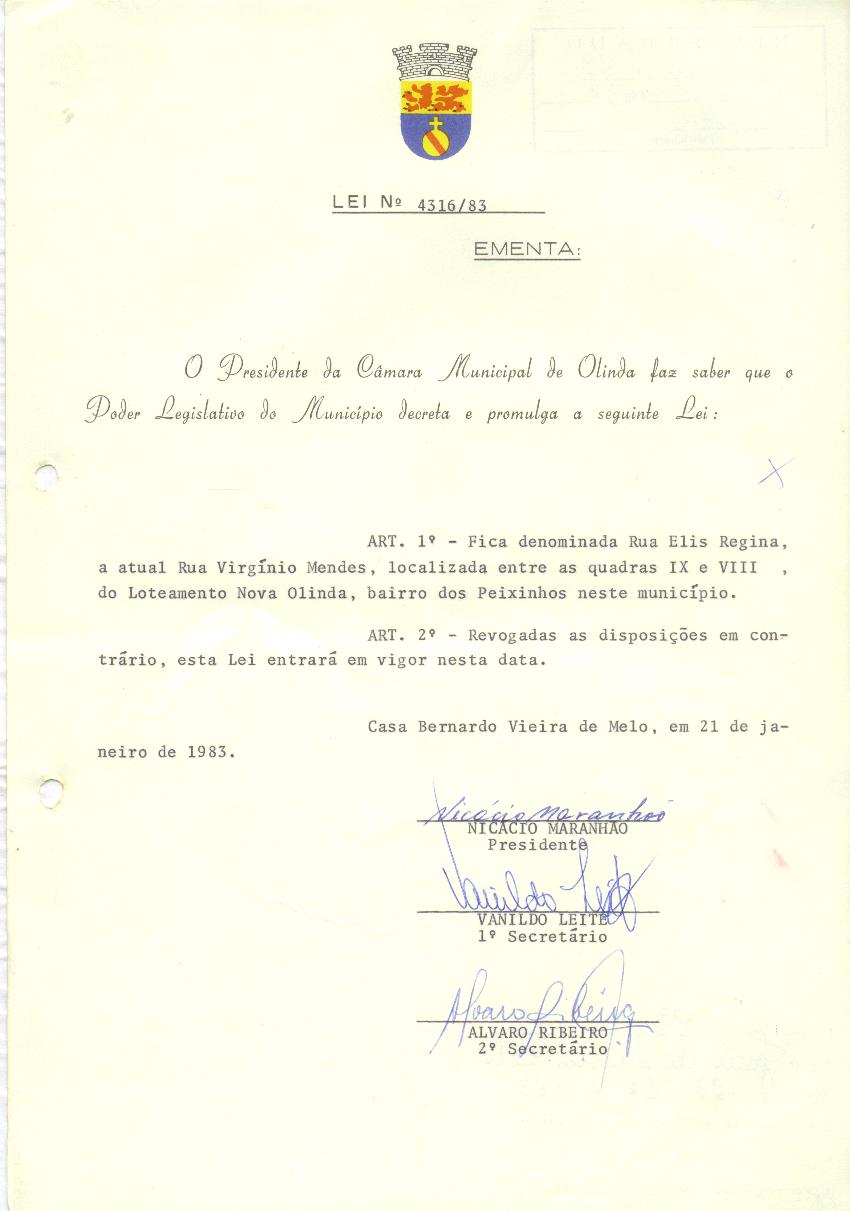 LEI Nº 4316/83
EMENTA:
O Presidente da Câmara Municipal de Olinda faz saber que o
Poder Legislativo do Município decreta e promulga a seguinte Lei:
ART. 1º - Fica denominada Rua Elis Regina,
a atual Rua Virgínio Mendes, localizada entre as quadras IX e VIII ,
do Loteamento Nova Olinda, bairro dos Peixinhos neste município.
ART. 2º - Revogadas as disposições em con-
trário, esta Lei entrará em vigor nesta data.
Casa Bernardo Vieira de Melo, em 21 de ja-
neiro de 1983.
Nicácio Maranhão
NICÁCIO MARANHÃO
Presidente
Vanildo Leite
VANILDO LEITE
1º Secretário
Alvaro Ribeiro
ALVARO RIBEIRO
2º Secretário